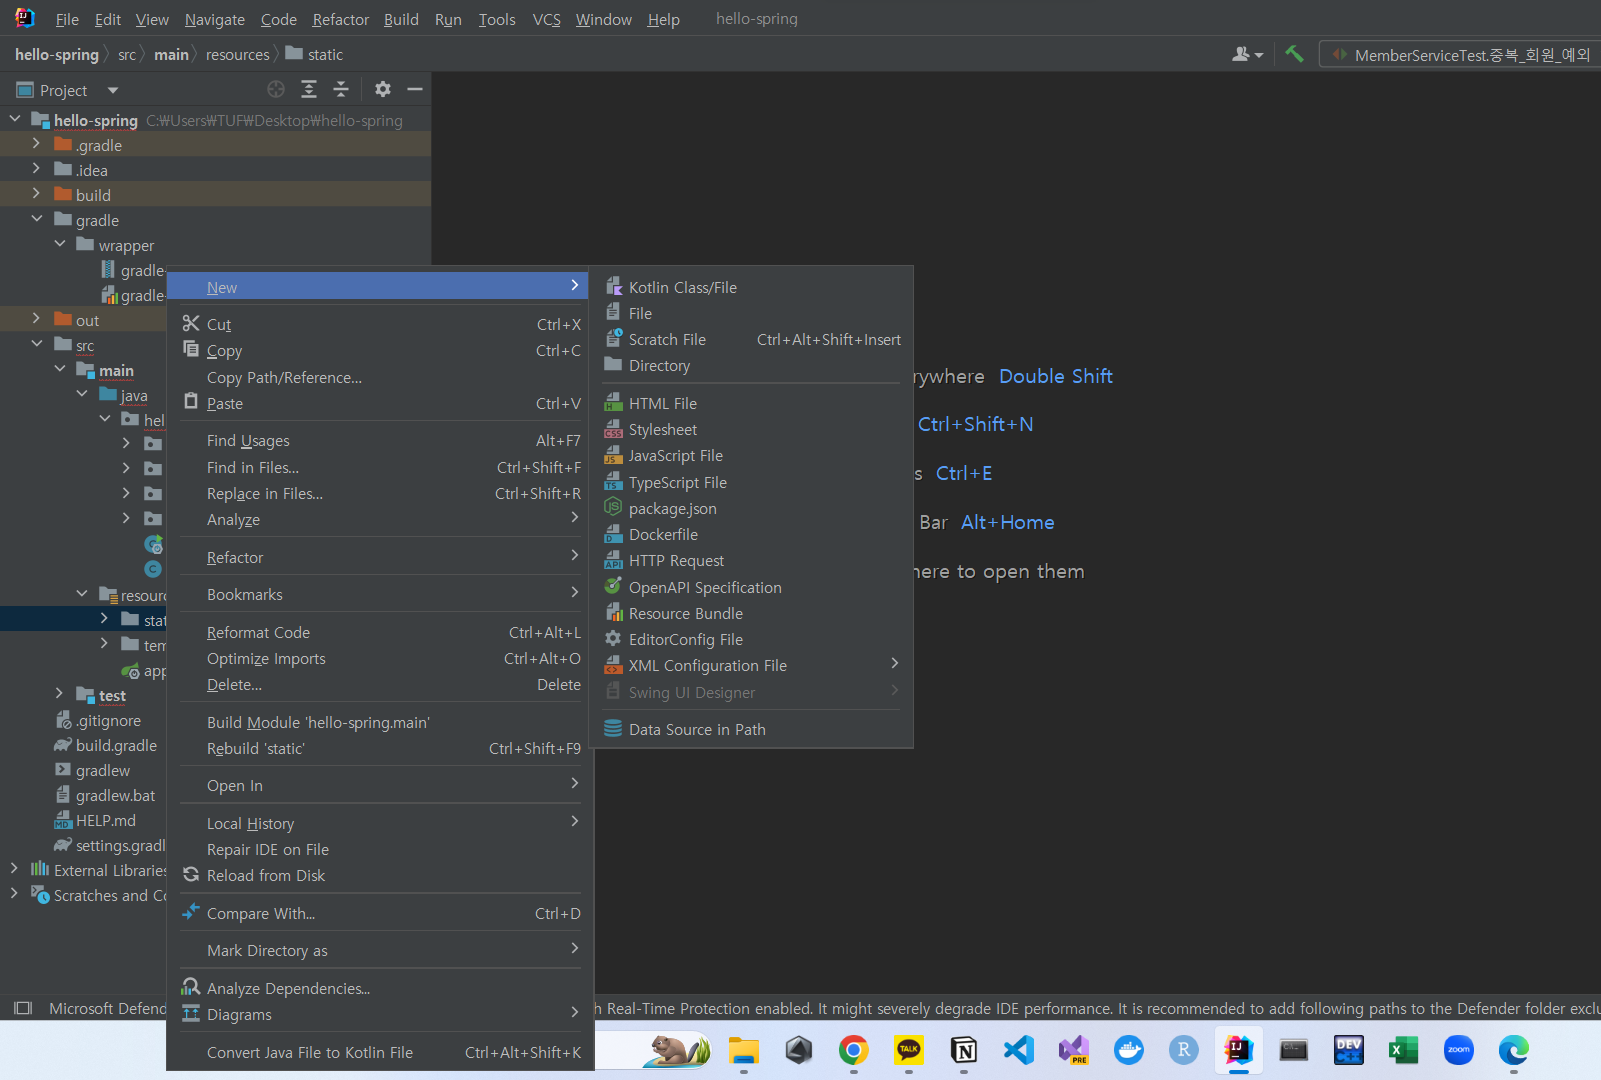 File Edit View Navigate Code Refactor Build Run Tools VCS Window Help hello-spring
hello-spring src main resources static
MemberServiceTest.중복_회원_예외
Project
hello-spring C:₩Users₩TUF₩Desktop₩hello-spring
.gradle
.idea
build
gradle
wrapper
gradle-
gradle-
out
src
main
java
hel
resourc
stat
tem
app
test
.gitignore
build.gradle
gradlew
gradlew.bat
HELP.md
settings.gradl
External Libraries
Scratches and Co
New
Cut Ctrl+X
Copy Ctrl+C
Copy Path/Reference...
Paste Ctrl+V
Find Usages Alt+F7
Find in Files... Ctrl+Shift+F
Replace in Files... Ctrl+Shift+R
Analyze
Refactor
Bookmarks
Reformat Code Ctrl+Alt+L
Optimize Imports Ctrl+Alt+O
Delete... Delete
Build Module 'hello-spring.main'
Rebuild 'static' Ctrl+Shift+F9
Open In
Local History
Repair IDE on File
Reload from Disk
Compare With... Ctrl+D
Mark Directory as
Analyze Dependencies...
Diagrams
Convert Java File to Kotlin File Ctrl+Alt+Shift+K
Kotlin Class/File
File
Scratch File Ctrl+Alt+Shift+Insert
Directory
HTML File
Stylesheet
JavaScript File
TypeScript File
package.json
Dockerfile
HTTP Request
OpenAPI Specification
Resource Bundle
EditorConfig File
XML Configuration File
Swing UI Designer
Data Source in Path
rywhere Double Shift
Ctrl+Shift+N
s Ctrl+E
Bar Alt+Home
here to open them
Microsoft Defend
h Real-Time Protection enabled. It might severely degrade IDE performance. It is recommended to add following paths to the Defender folder exclu
TALK
PRE
R
IJ
DEV C++
zoom